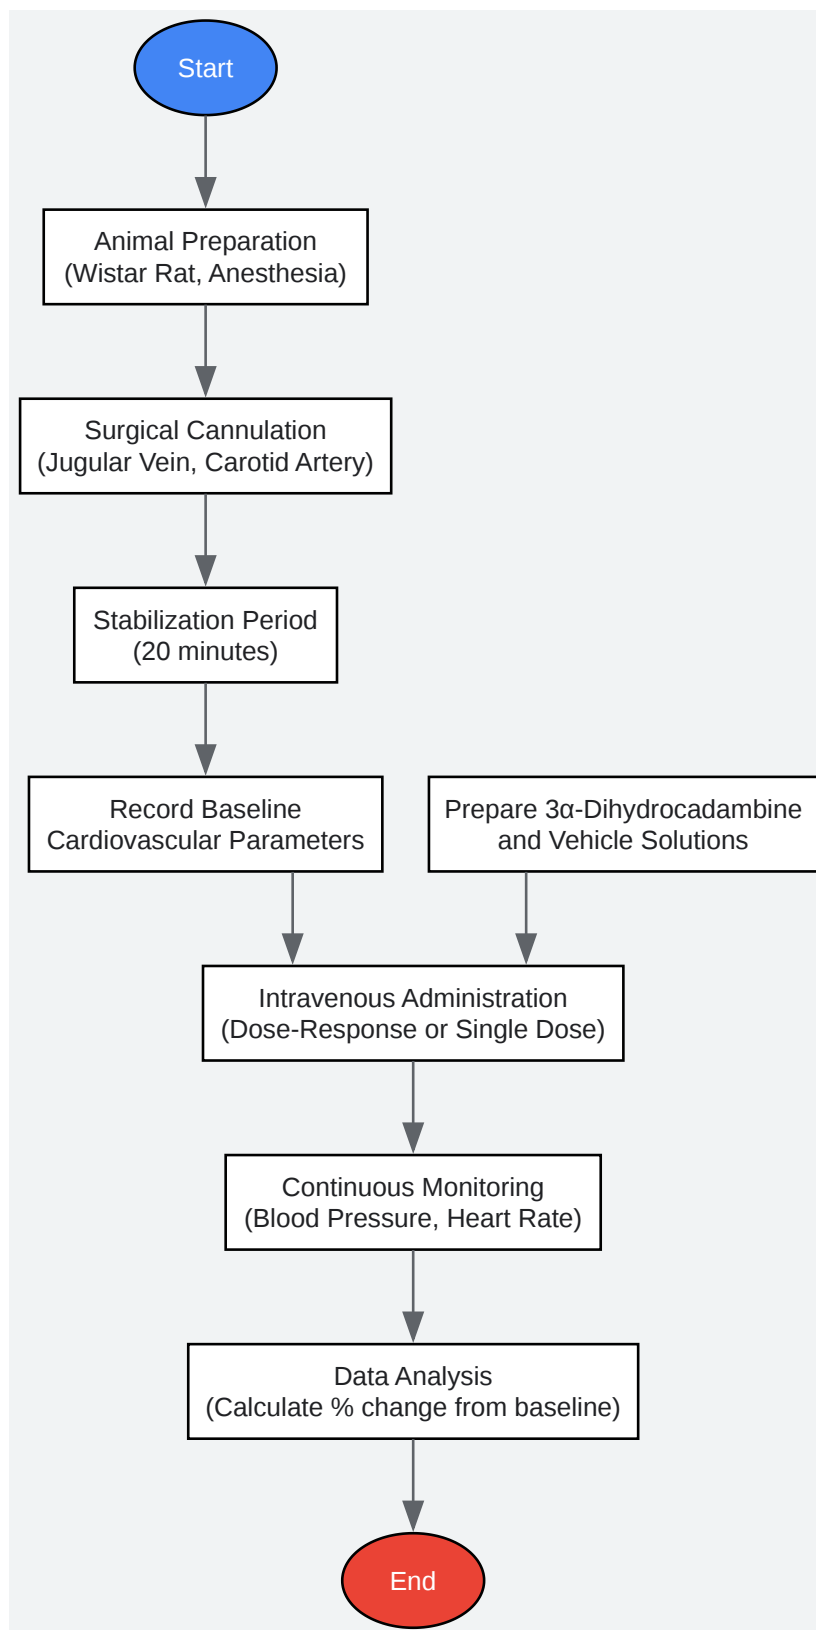 Start
Animal Preparation
(Wistar Rat, Anesthesia)
Surgical Cannulation
(Jugular Vein, Carotid Artery)
Stabilization Period
(20 minutes)
Record Baseline
Cardiovascular Parameters
Prepare 3α-Dihydrocadambine
and Vehicle Solutions
Intravenous Administration
(Dose-Response or Single Dose)
Continuous Monitoring
(Blood Pressure, Heart Rate)
Data Analysis
(Calculate % change from baseline)
End